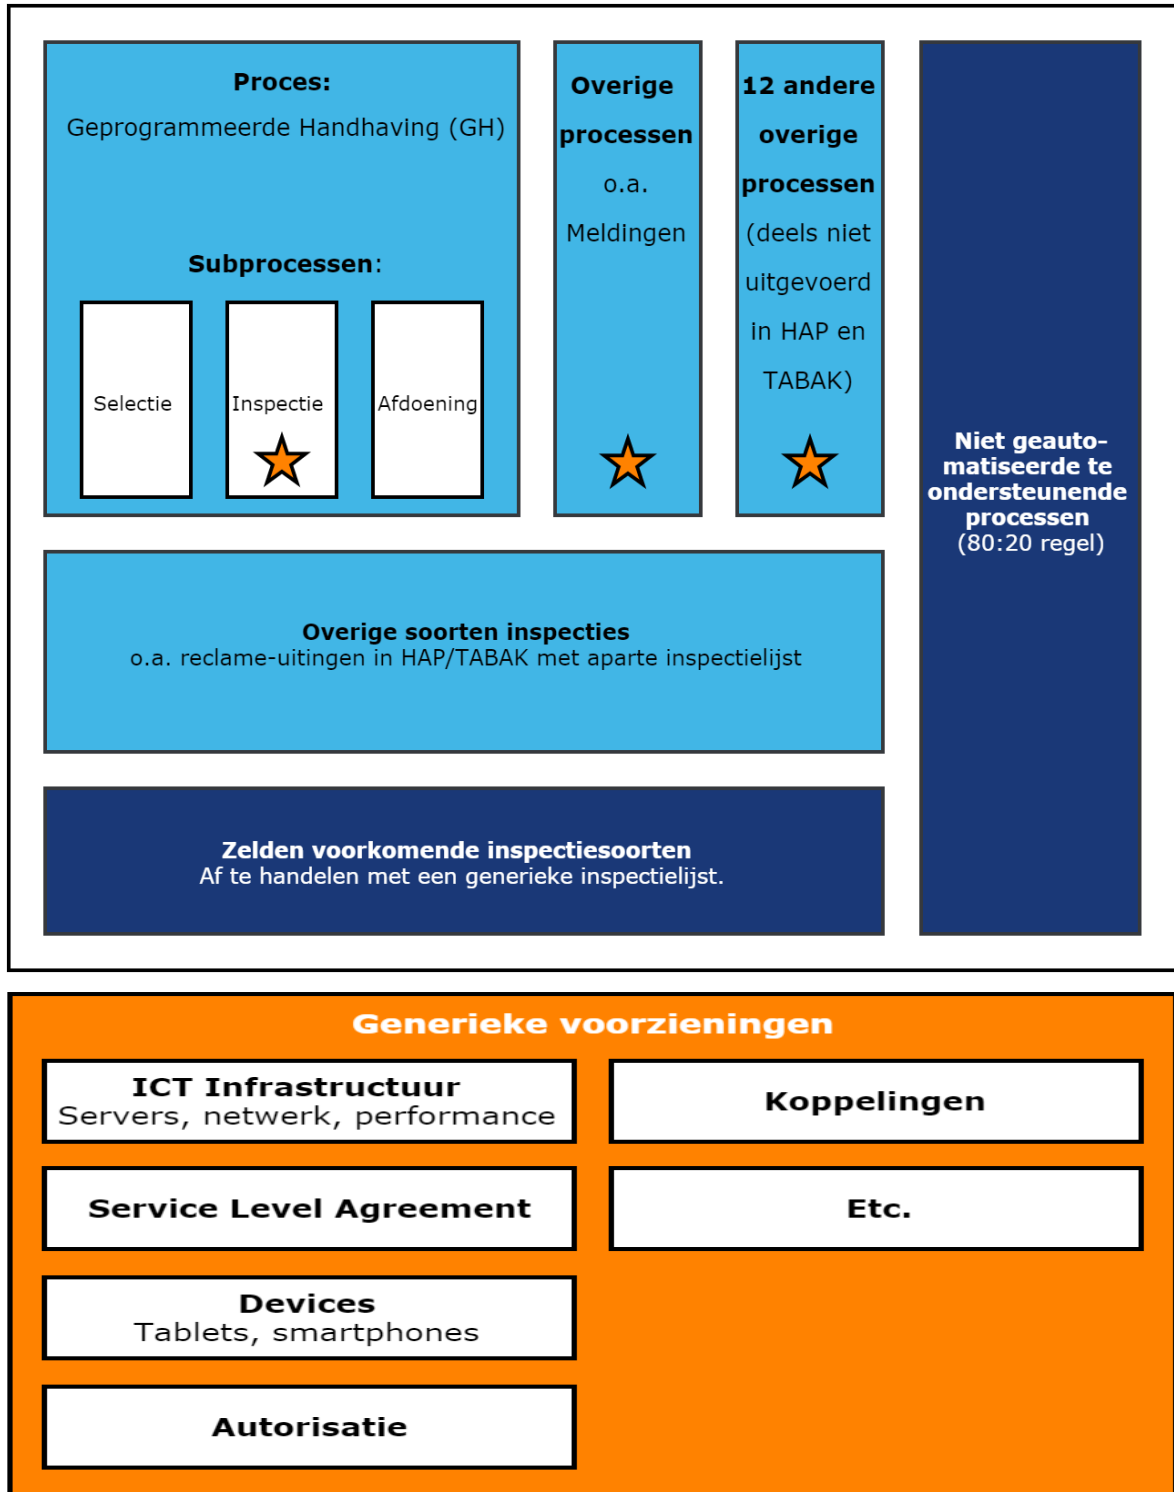 Proces:
Geprogrammeerde Handhaving (GH)
Subprocessen:
Selectie
Inspectie
Afdoening
Overige
processen
o.a.
Meldingen
12 andere
overige
processen
(deels niet
uitgevoerd
in HAP en
TABAK)
Niet geauto-
matiseerde te
ondersteunende
processen
(80:20 regel)
Overige soorten inspecties
o.a. reclame-uitingen in HAP/TABAK met aparte inspectielijst
Zelden voorkomende inspectiesoorten
Af te handelen met een generieke inspectielijst.
Generieke voorzieningen
ICT Infrastructuur
Servers, netwerk, performance
Koppelingen
Service Level Agreement
Etc.
Devices
Tablets, smartphones
Autorisatie